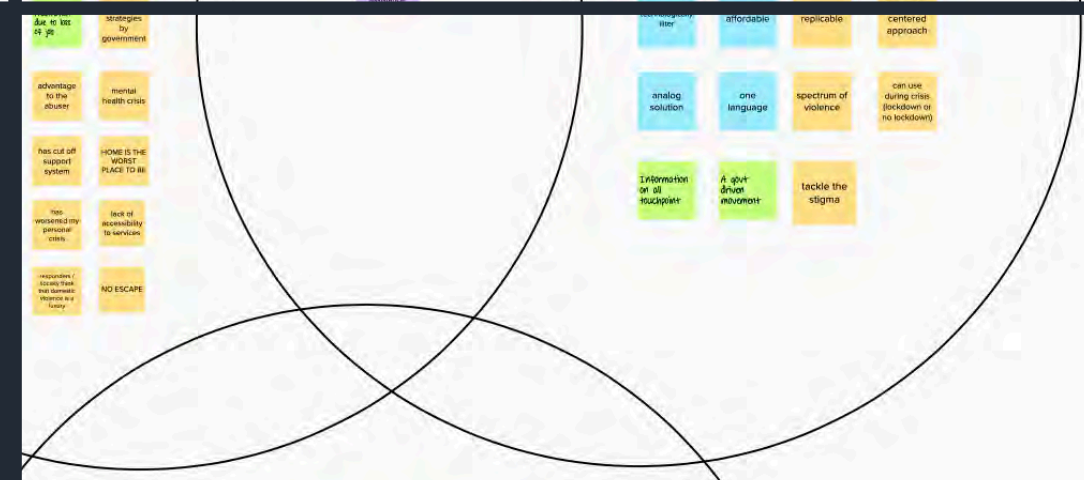 due to loss
of job
strategies
by
government
advantage
to the
abuser
mental
health crisis
has cut off
support
system
HOME IS THE
WORST
PLACE TO BE
has
worsened my
personal
crisis
lack of
accessibility
to services
responders /
society think
that domestic
violence is a
luxury
NO ESCAPE
filter
affordable
replicable
centered
approach
analog
solution
one
language
spectrum of
violence
can use
during crisis
(lockdown or
no lockdown)
Information
on all
touchpoint
A govt
driven
movement
tackle the
stigma